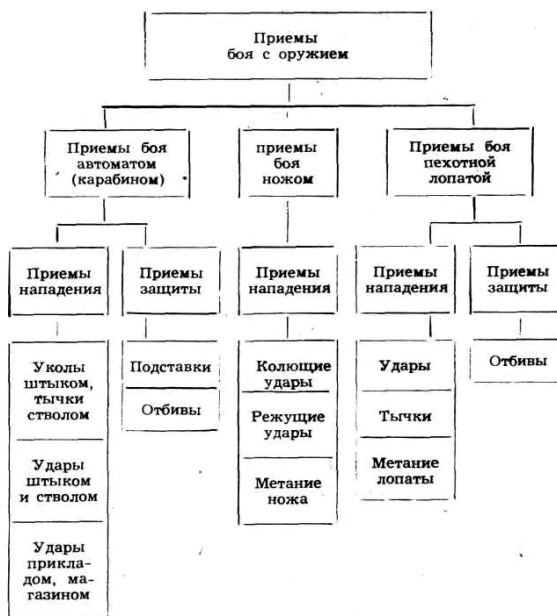 Приемы
боя с оружием
Приемы боя
автоматом
(карабином)
приемы
боя
ножом
Приемы боя
пехотной
лопатой
Приемы
нападения
Приемы
защиты
Приемы
нападения
Приемы
нападения
Приемы
защиты
Уколы
штыком,
тычки
стволом
Удары
штыком
и стволом
Удары
прикла-
дом, ма-
газином
Подставки
Отбивы
Колющие
удары
Режущие
удары
Метание
ножа
Удары
Тычки
Метание
лопаты
Отбивы